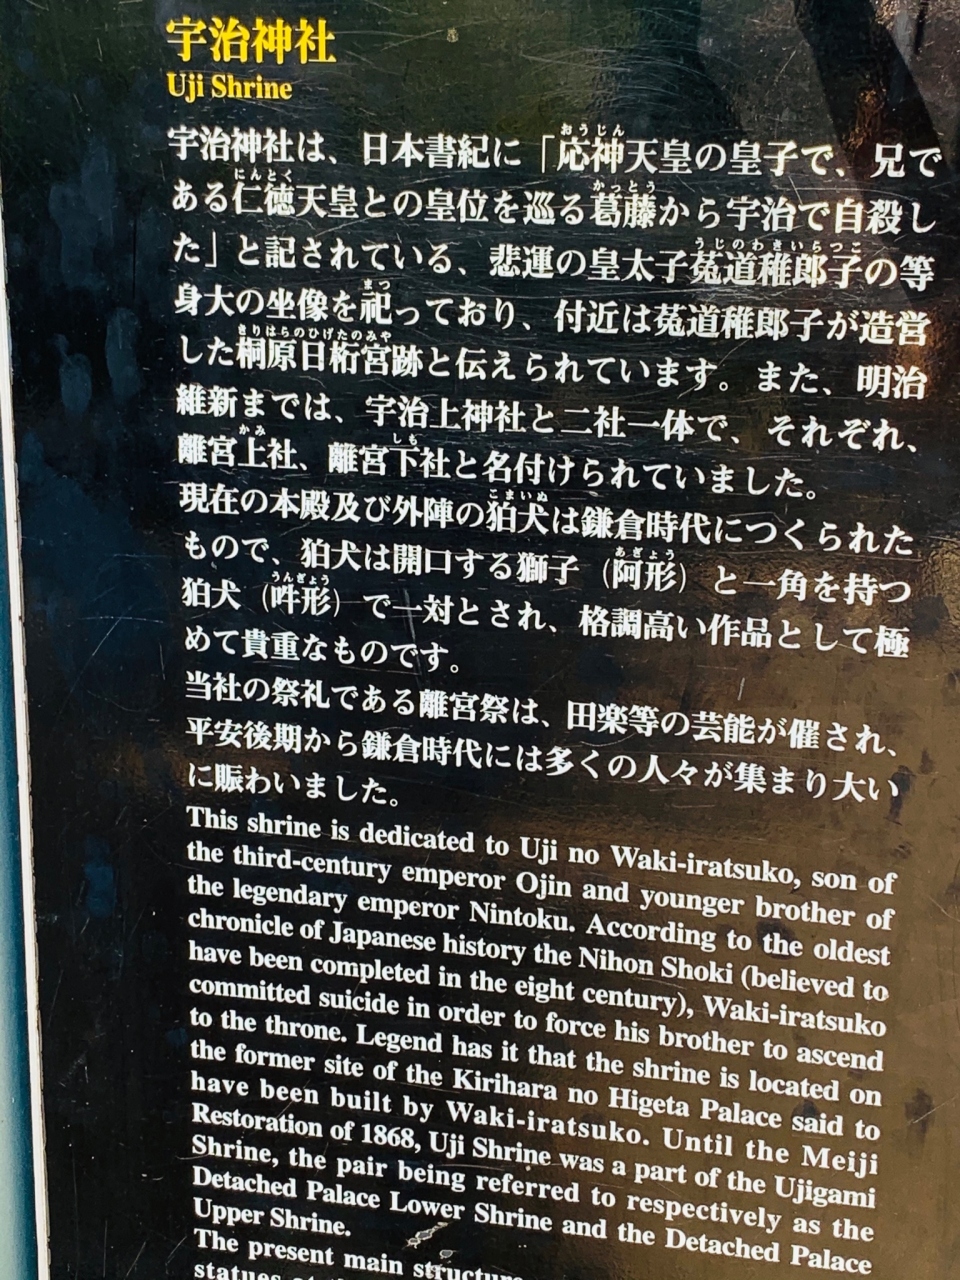 宇治神社
Uji Shrine
宇治神社は、日本書紀に「応神天皇の皇子で、兄で
ある仁徳天皇との皇位を巡る葛藤から宇治で自殺し
た」と記されている、悲運の皇太子菟道稚郎子の等
身大の坐像を祀っており、付近は菟道稚郎子が造営
した桐原日桁宮跡と伝えられています。また、明治
維新までは、宇治上神社と二社一体で、それぞれ、
離宮上社、離宮下社と名付けられていました。
現在の本殿及び外陣の狛犬は鎌倉時代につくられた
もので、狛犬は開口する獅子（阿形）と一角を持つ
狛犬（吽形）で一対とされ、格調高い作品として極
めて貴重なものです。
当社の祭礼である離宮祭は、田楽等の芸能が催され、
平安後期から鎌倉時代には多くの人々が集まり大い
に賑わいました。
This shrine is dedicated to Uji no Waki-iratsuko, son of
the third-century emperor Ojin and younger brother of
the legendary emperor Nintoku. According to the oldest
chronicle of Japanese history the Nihon Shoki (believed to
have been completed in the eight century), Waki-iratsuko
committed suicide in order to force his brother to ascend
to the throne. Legend has it that the shrine is located on
the former site of the Kirihara no Higeta Palace said to
have been built by Waki-iratsuko. Until the Meiji
Restoration of 1868, Uji Shrine was a part of the Ujigami
Shrine, the pair being referred to respectively as the
Detached Palace Lower Shrine and the Detached Palace
Upper Shrine.
The present main structure
statues